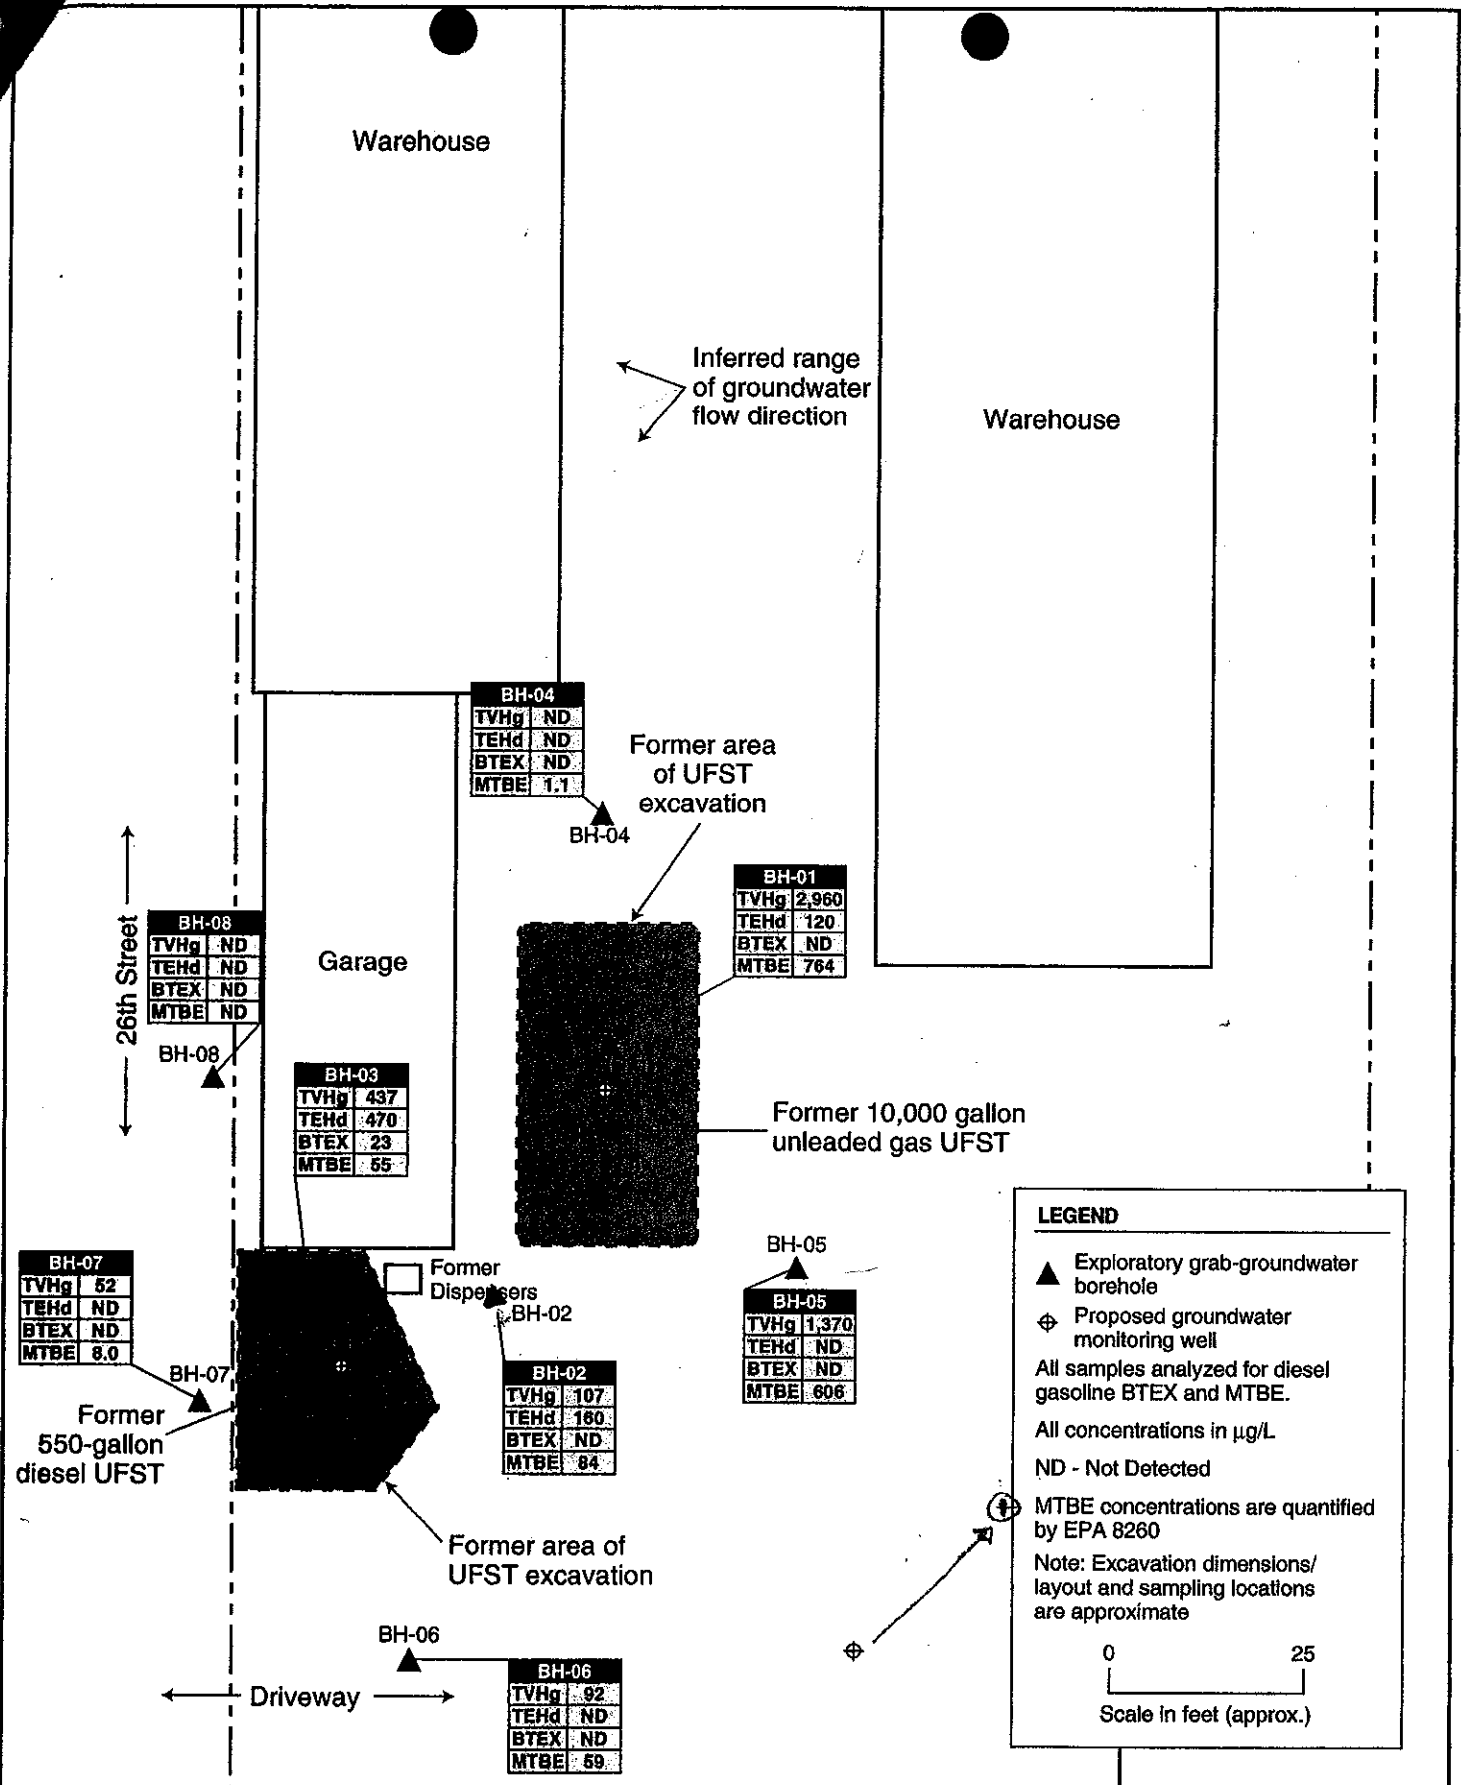 Warehouse
Inferred range
of groundwater
flow direction
Warehouse
BH-04
TVHg ND
TEHd ND
BTEX ND
MTBE 1.1
BH-04
Former area
of UFST
excavation
BH-01
TVHg 2,960
TEHd 120
BTEX ND
MTBE 764
26th Street
BH-08
TVHg ND
TEHd ND
BTEX ND
MTBE ND
BH-08
Garage
BH-03
TVHg 437
TEHd 470
BTEX 23
MTBE 55
Former 10,000 gallon
unleaded gas UFST
BH-07
TVHg 52
TEHd ND
BTEX ND
MTBE 8.0
BH-07
Former
550-gallon
diesel UFST
Former
Dispensers
BH-02
BH-02
TVHg 107
TEHd 160
BTEX ND
MTBE 84
BH-05
BH-05
TVHg 1,370
TEHd ND
BTEX ND
MTBE 606
Former area of
UFST excavation
BH-06
Driveway
BH-06
TVHg 92
TEHd ND
BTEX ND
MTBE 59
LEGEND
Exploratory grab-groundwater
borehole
Proposed groundwater
monitoring well
All samples analyzed for diesel
gasoline BTEX and MTBE.
All concentrations in µg/L
ND - Not Detected
MTBE concentrations are quantified
by EPA 8260
Note: Excavation dimensions/
layout and sampling locations
are approximate
0 25
Scale in feet (approx.)